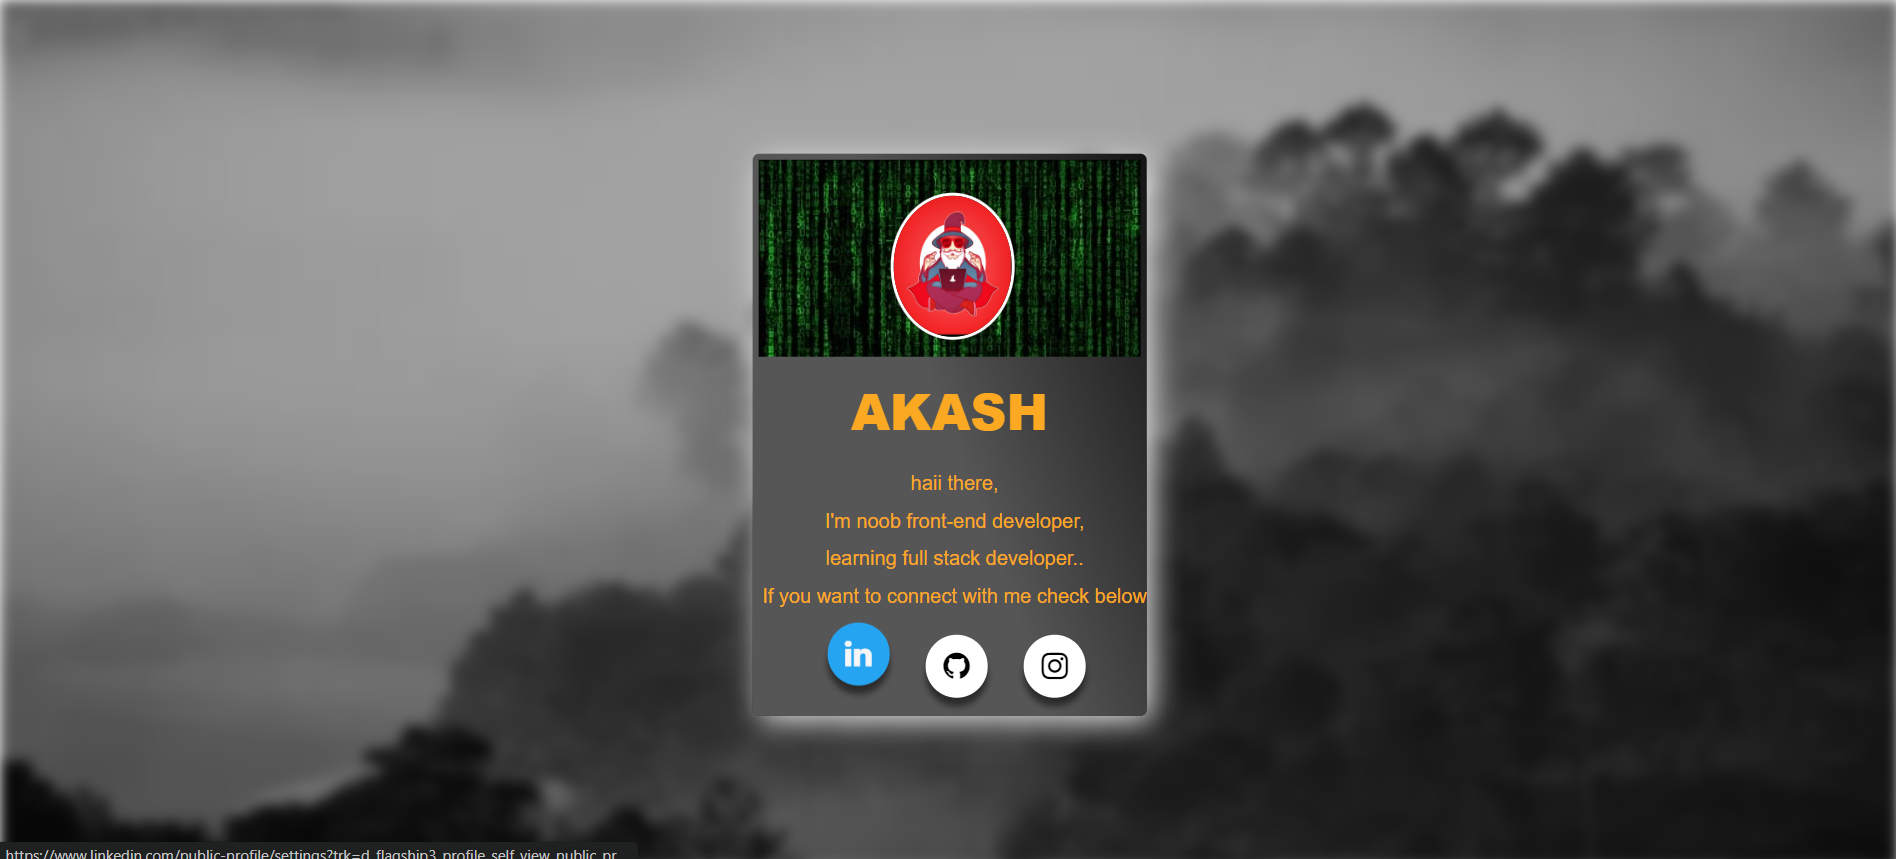 AKASH
haii there,
I'm noob front-end developer,
learning full stack developer..
If you want to connect with me check below
in
https://www.linkedin.com/public-profile/settings?trk=d_flagship3_profile_self_view_public_pr...